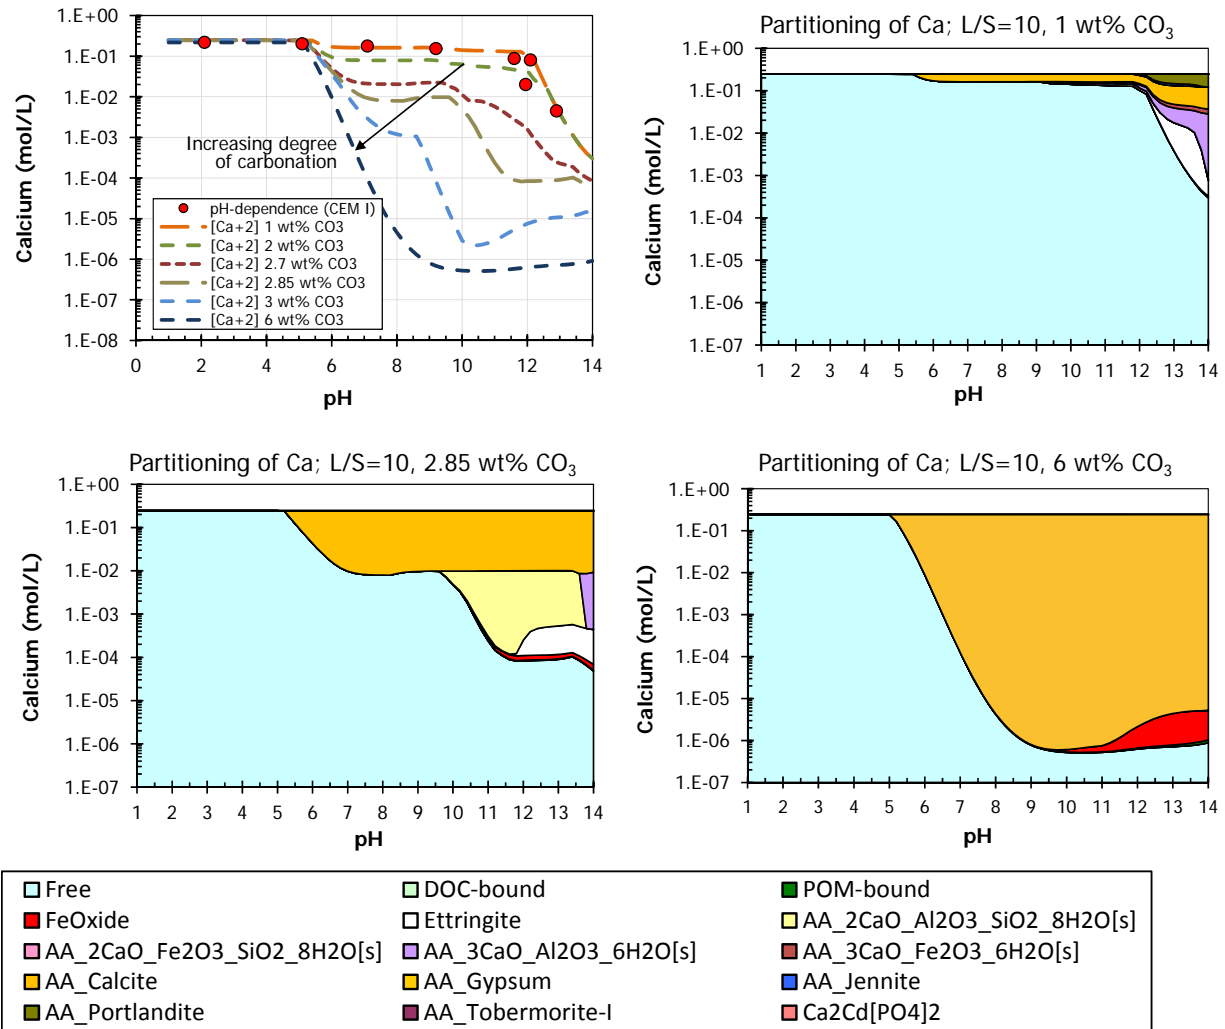 1.E+00
1.E-01
1.E-02
1.E-03
1.E-04
1.E-05
1.E-06
1.E-07
1.E-08
Calcium (mol/L)
Increasing degree
of carbonation
pH-dependence (CEM I)
[Ca+2] 1 wt% CO3
[Ca+2] 2 wt% CO3
[Ca+2] 2.7 wt% CO3
[Ca+2] 2.85 wt% CO3
[Ca+2] 3 wt% CO3
[Ca+2] 6 wt% CO3
0 2 4 6 8 10 12 14
pH
Partitioning of Ca; L/S=10, 1 wt% CO3
1.E+00
1.E-01
1.E-02
1.E-03
1.E-04
1.E-05
1.E-06
1.E-07
Calcium (mol/L)
1 2 3 4 5 6 7 8 9 10 11 12 13 14
pH
Partitioning of Ca; L/S=10, 2.85 wt% CO3
1.E+00
1.E-01
1.E-02
1.E-03
1.E-04
1.E-05
1.E-06
1.E-07
Calcium (mol/L)
1 2 3 4 5 6 7 8 9 10 11 12 13 14
pH
Partitioning of Ca; L/S=10, 6 wt% CO3
1.E+00
1.E-01
1.E-02
1.E-03
1.E-04
1.E-05
1.E-06
1.E-07
Calcium (mol/L)
1 2 3 4 5 6 7 8 9 10 11 12 13 14
pH
Free DOC-bound POM-bound
FeOxide Ettringite AA_2CaO_Al2O3_SiO2_8H2O[s]
AA_2CaO_Fe2O3_SiO2_8H2O[s] AA_3CaO_Al2O3_6H2O[s] AA_3CaO_Fe2O3_6H2O[s]
AA_Calcite AA_Gypsum AA_Jennite
AA_Portlandite AA_Tobermorite-I Ca2Cd[PO4]2